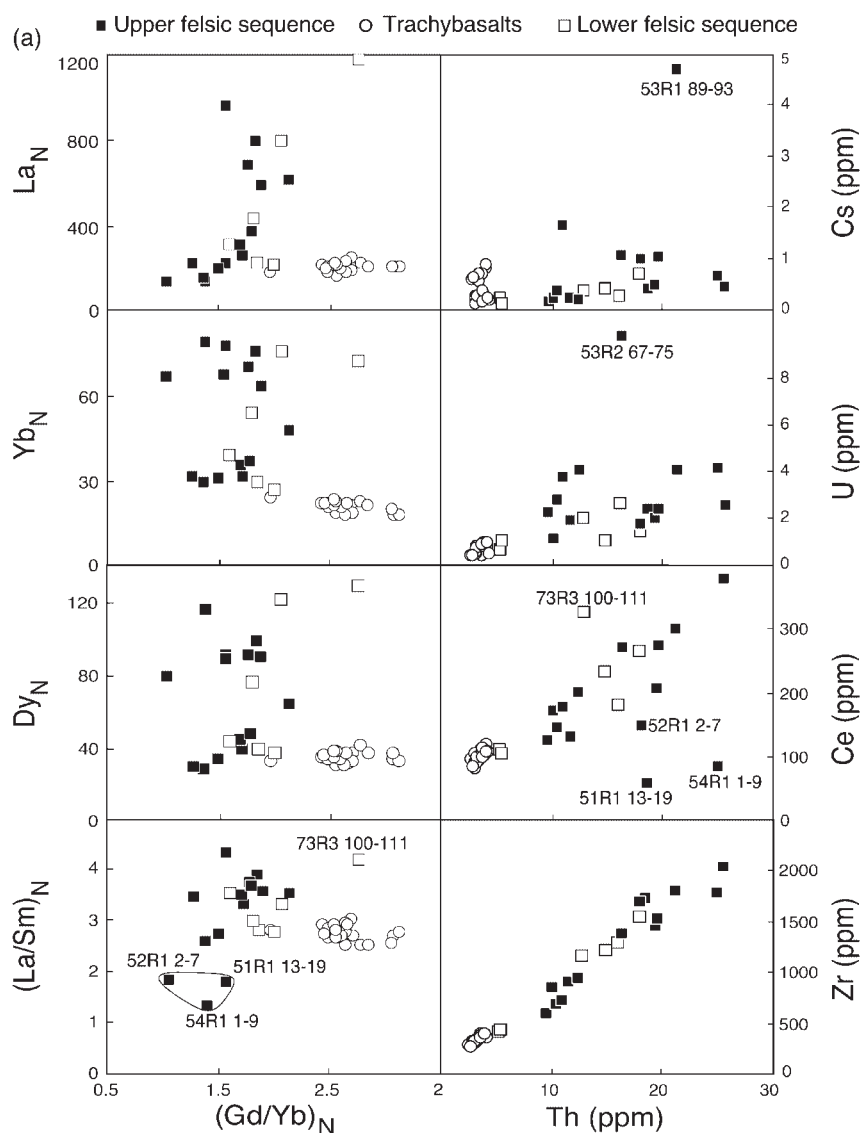 (a)
■ Upper felsic sequence ○ Trachybasalts □ Lower felsic sequence
1200
800
400
0
La_N
5
4
3
2
1
0
Cs (ppm)
53R1 89-93
60
30
0
Yb_N
8
6
4
2
0
U (ppm)
53R2 67-75
120
80
40
0
Dy_N
300
200
100
0
Ce (ppm)
73R3 100-111
52R1 2-7
54R1 1-9
51R1 13-19
4
3
2
1
0
(La/Sm)_N
73R3 100-111
52R1 2-7
51R1 13-19
54R1 1-9
2000
1500
1000
500
0
Zr (ppm)
0.5 1.5 2.5 2 10 20 30
(Gd/Yb)_N Th (ppm)